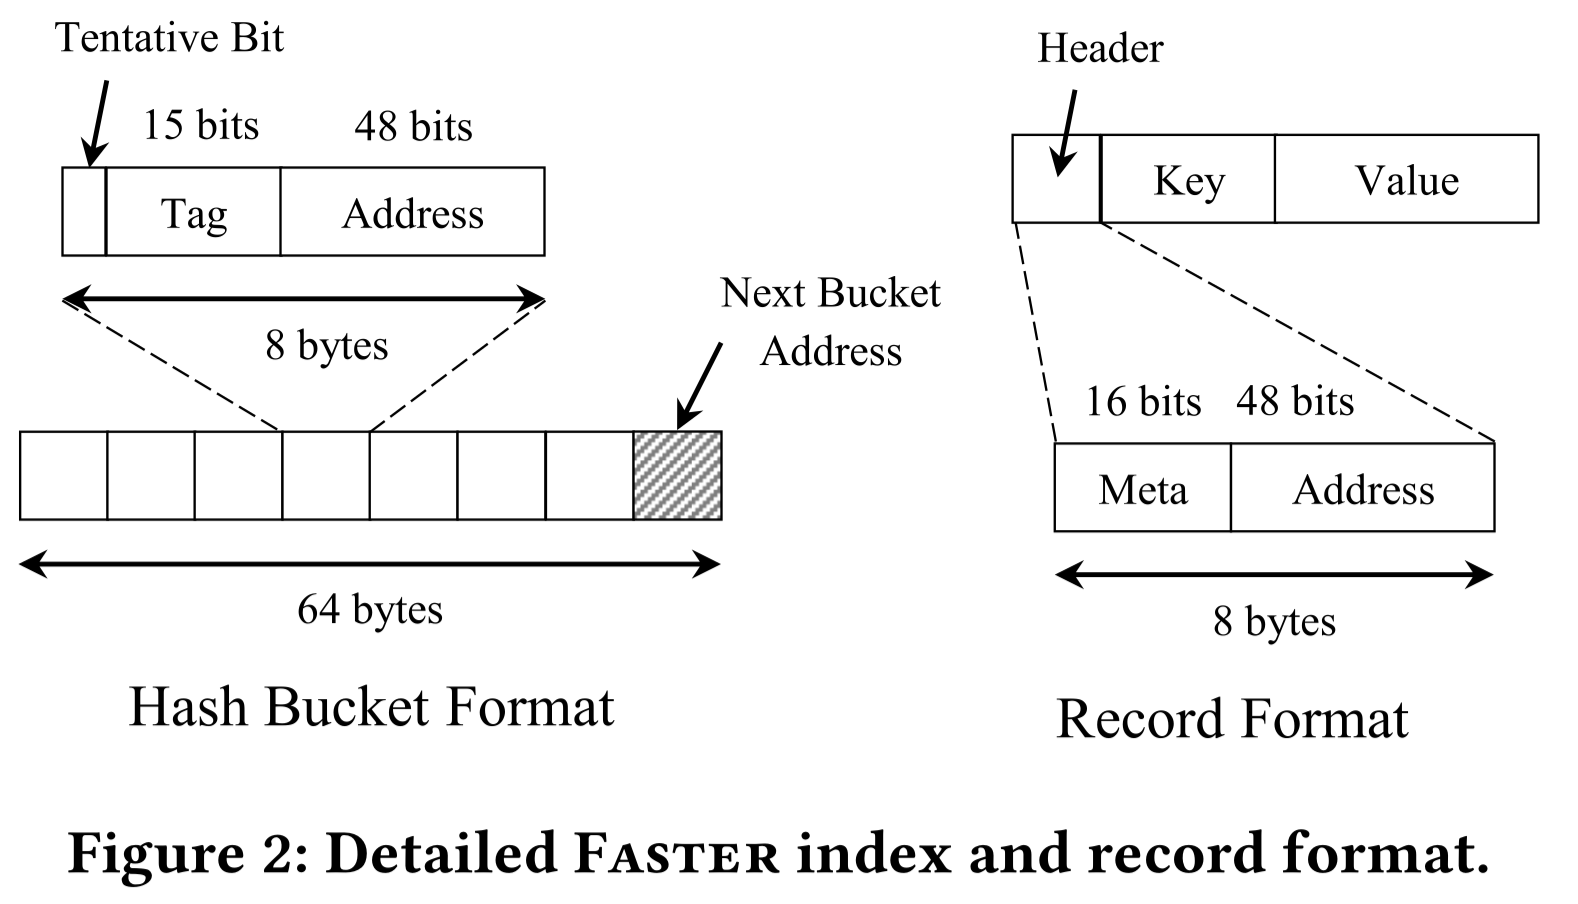 Tentative Bit
15 bits
48 bits
Tag
Address
8 bytes
Next Bucket
Address
64 bytes
Hash Bucket Format
Header
Key
Value
16 bits
48 bits
Meta
Address
8 bytes
Record Format
Figure 2: Detailed FASTER index and record format.